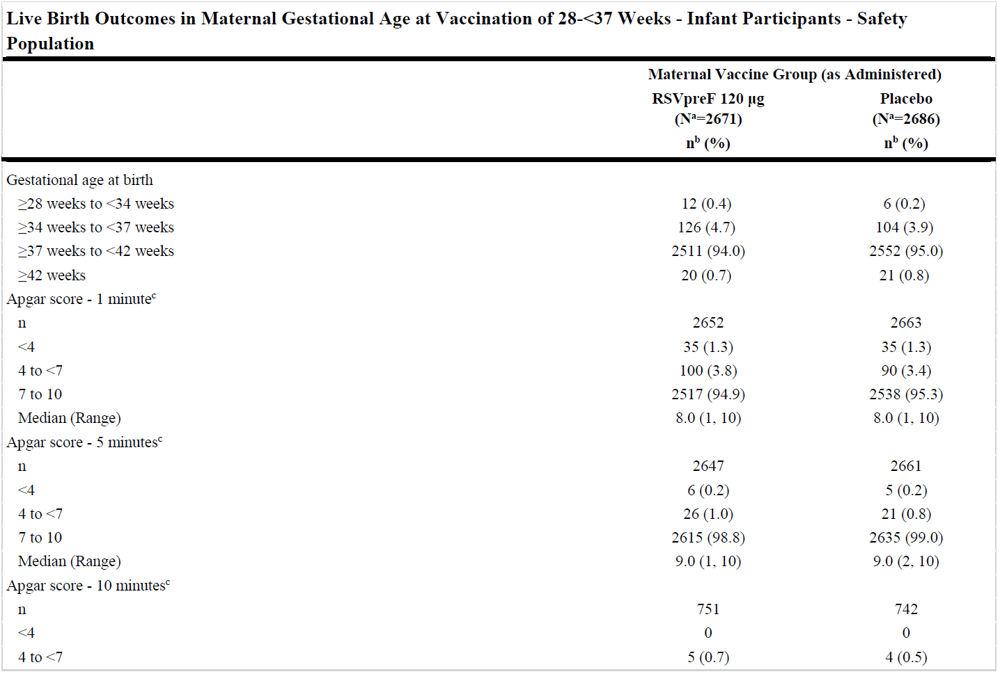 Live Birth Outcomes in Maternal Gestational Age at Vaccination of 28-<37 Weeks - Infant Participants - Safety
Population
Maternal Vaccine Group (as Administered)
RSVpreF 120 µg Placebo
(Nᵃ=2671) (Nᵃ=2686)
nᵇ (%) nᵇ (%)
Gestational age at birth
≥28 weeks to <34 weeks 12 (0.4) 6 (0.2)
≥34 weeks to <37 weeks 126 (4.7) 104 (3.9)
≥37 weeks to <42 weeks 2511 (94.0) 2552 (95.0)
≥42 weeks 20 (0.7) 21 (0.8)
Apgar score - 1 minuteᶜ
n 2652 2663
<4 35 (1.3) 35 (1.3)
4 to <7 100 (3.8) 90 (3.4)
7 to 10 2517 (94.9) 2538 (95.3)
Median (Range) 8.0 (1, 10) 8.0 (1, 10)
Apgar score - 5 minutesᶜ
n 2647 2661
<4 6 (0.2) 5 (0.2)
4 to <7 26 (1.0) 21 (0.8)
7 to 10 2615 (98.8) 2635 (99.0)
Median (Range) 9.0 (1, 10) 9.0 (2, 10)
Apgar score - 10 minutesᶜ
n 751 742
<4 0 0
4 to <7 5 (0.7) 4 (0.5)